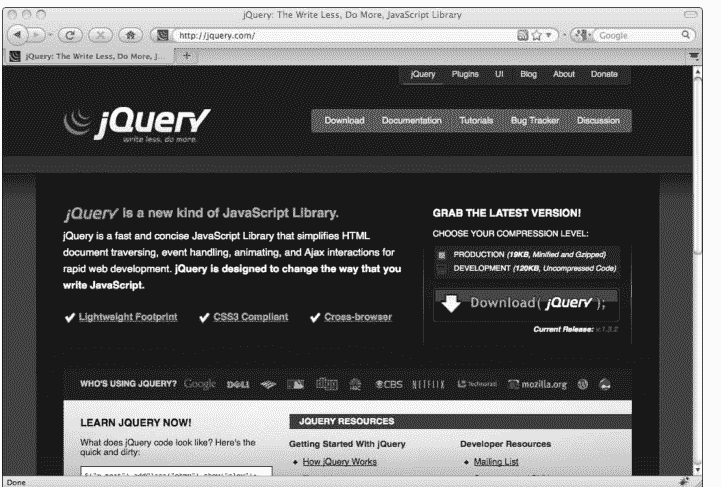 jQuery: The Write Less, Do More, JavaScript Library
http://jquery.com/
Google
jQuery: The Write Less, Do More, J...
jQuery Plugins UI Blog About Donate
jQuery
write less, do more.
Download Documentation Tutorials Bug Tracker Discussion
jQuery is a new kind of JavaScript Library.
jQuery is a fast and concise JavaScript Library that simplifies HTML
document traversing, event handling, animating, and Ajax interactions for
rapid web development. jQuery is designed to change the way that you
write JavaScript.
Lightweight Footprint CSS3 Compliant Cross-browser
GRAB THE LATEST VERSION!
CHOOSE YOUR COMPRESSION LEVEL:
PRODUCTION (19KB, Minified and Gzipped)
DEVELOPMENT (120KB, Uncompressed Code)
Download( jQuery );
Current Release: v.1.3.2
WHO'S USING JQUERY? Google DELL CBS NETFLIX Technorati mozilla.org
LEARN JQUERY NOW!
What does jQuery code look like? Here's the
quick and dirty:
JQUERY RESOURCES
Getting Started With jQuery
How jQuery Works
Developer Resources
Mailing List
Done